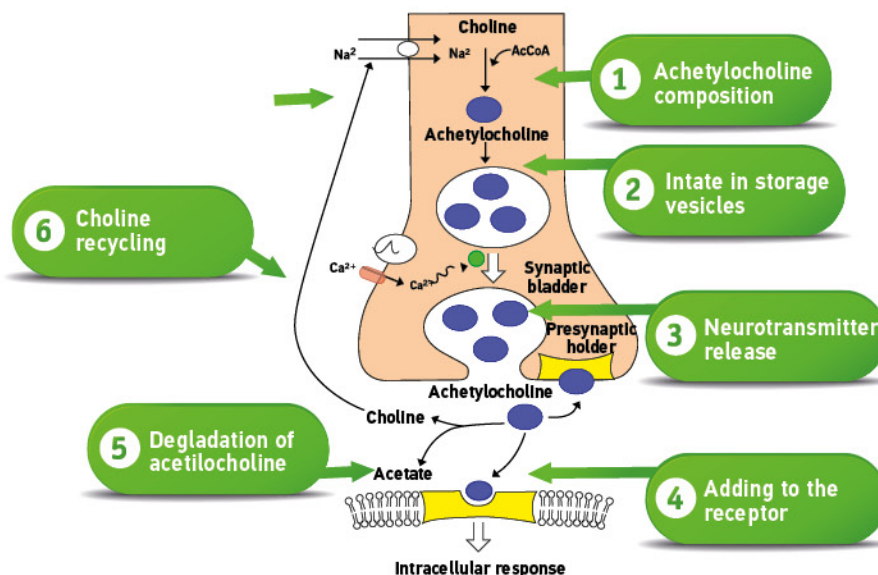 Choline
Na²
Na²
AcCoA
1
Achetylocholine
composition
Achetylocholine
2
Intate in storage
vesicles
6
Choline
recycling
Ca²⁺
Ca²⁺
Synaptic
bladder
3
Neurotransmitter
release
Presynaptic
holder
Achetylocholine
Choline
5
Degladation of
acetilocholine
Acetate
4
Adding to the
receptor
Intracellular response